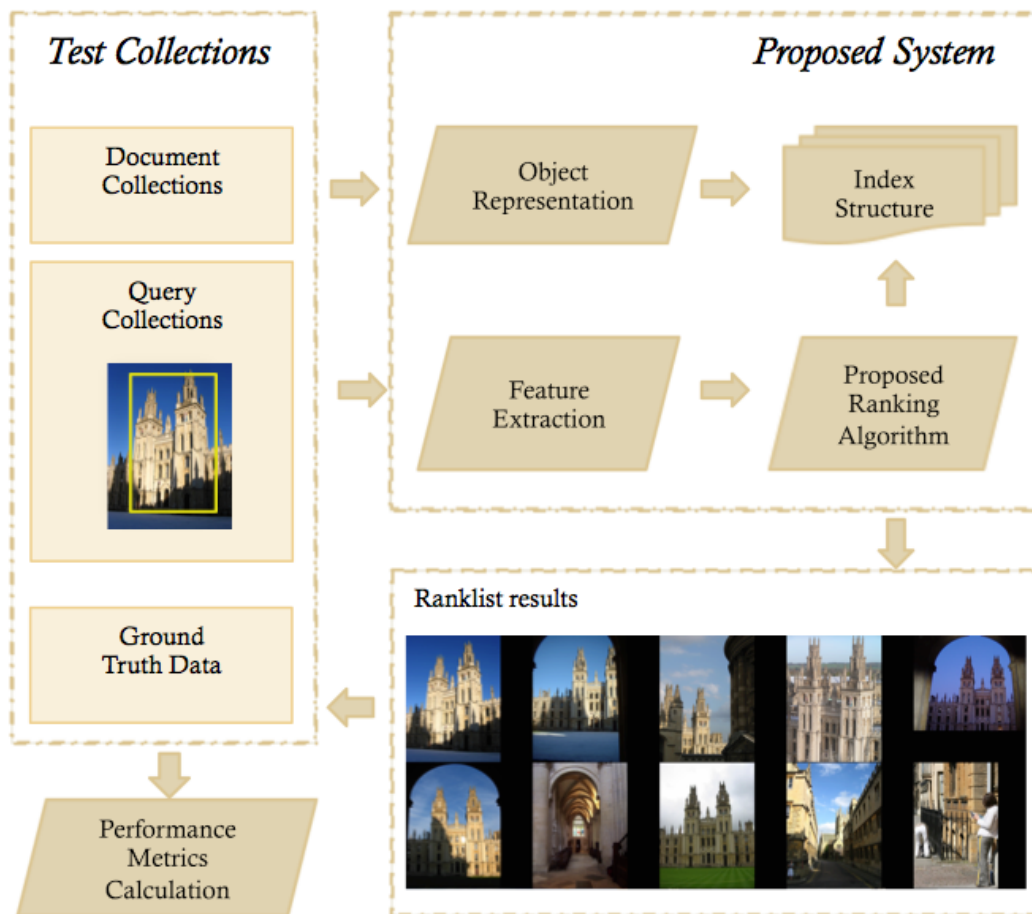 Test Collections
Document
Collections
Query
Collections
Ground
Truth Data
Performance
Metrics
Calculation
Proposed System
Object
Representation
Index
Structure
Feature
Extraction
Proposed
Ranking
Algorithm
Ranklist results